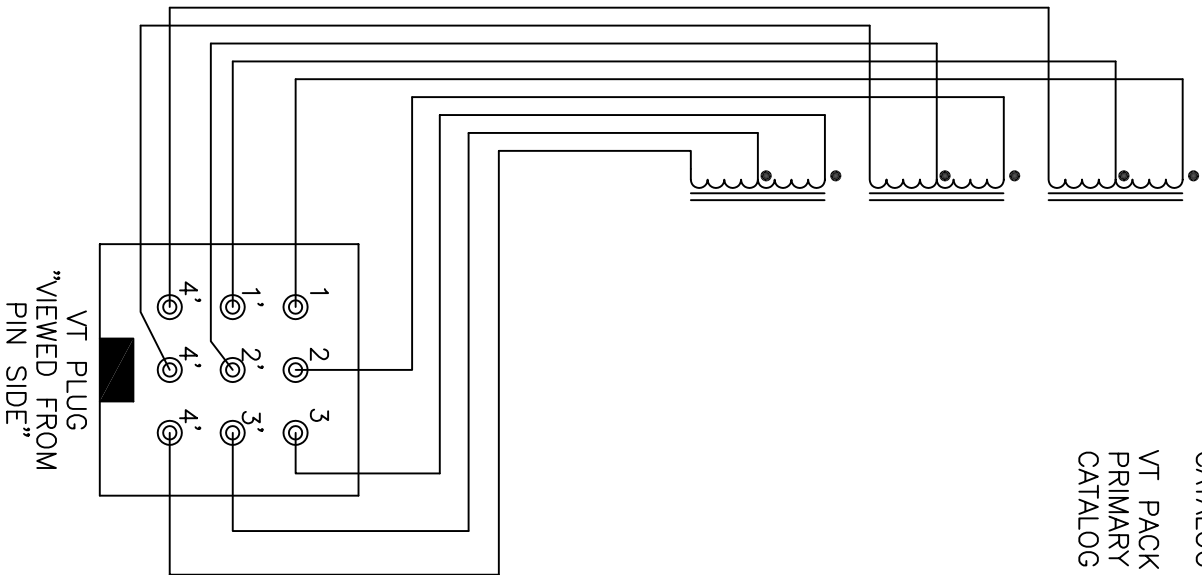 VT PACK
PRIMARY
CATALOG
1 2 3
1' 2' 3'
4' 4' 4'
VT PLUG
"VIEWED FROM
PIN SIDE"